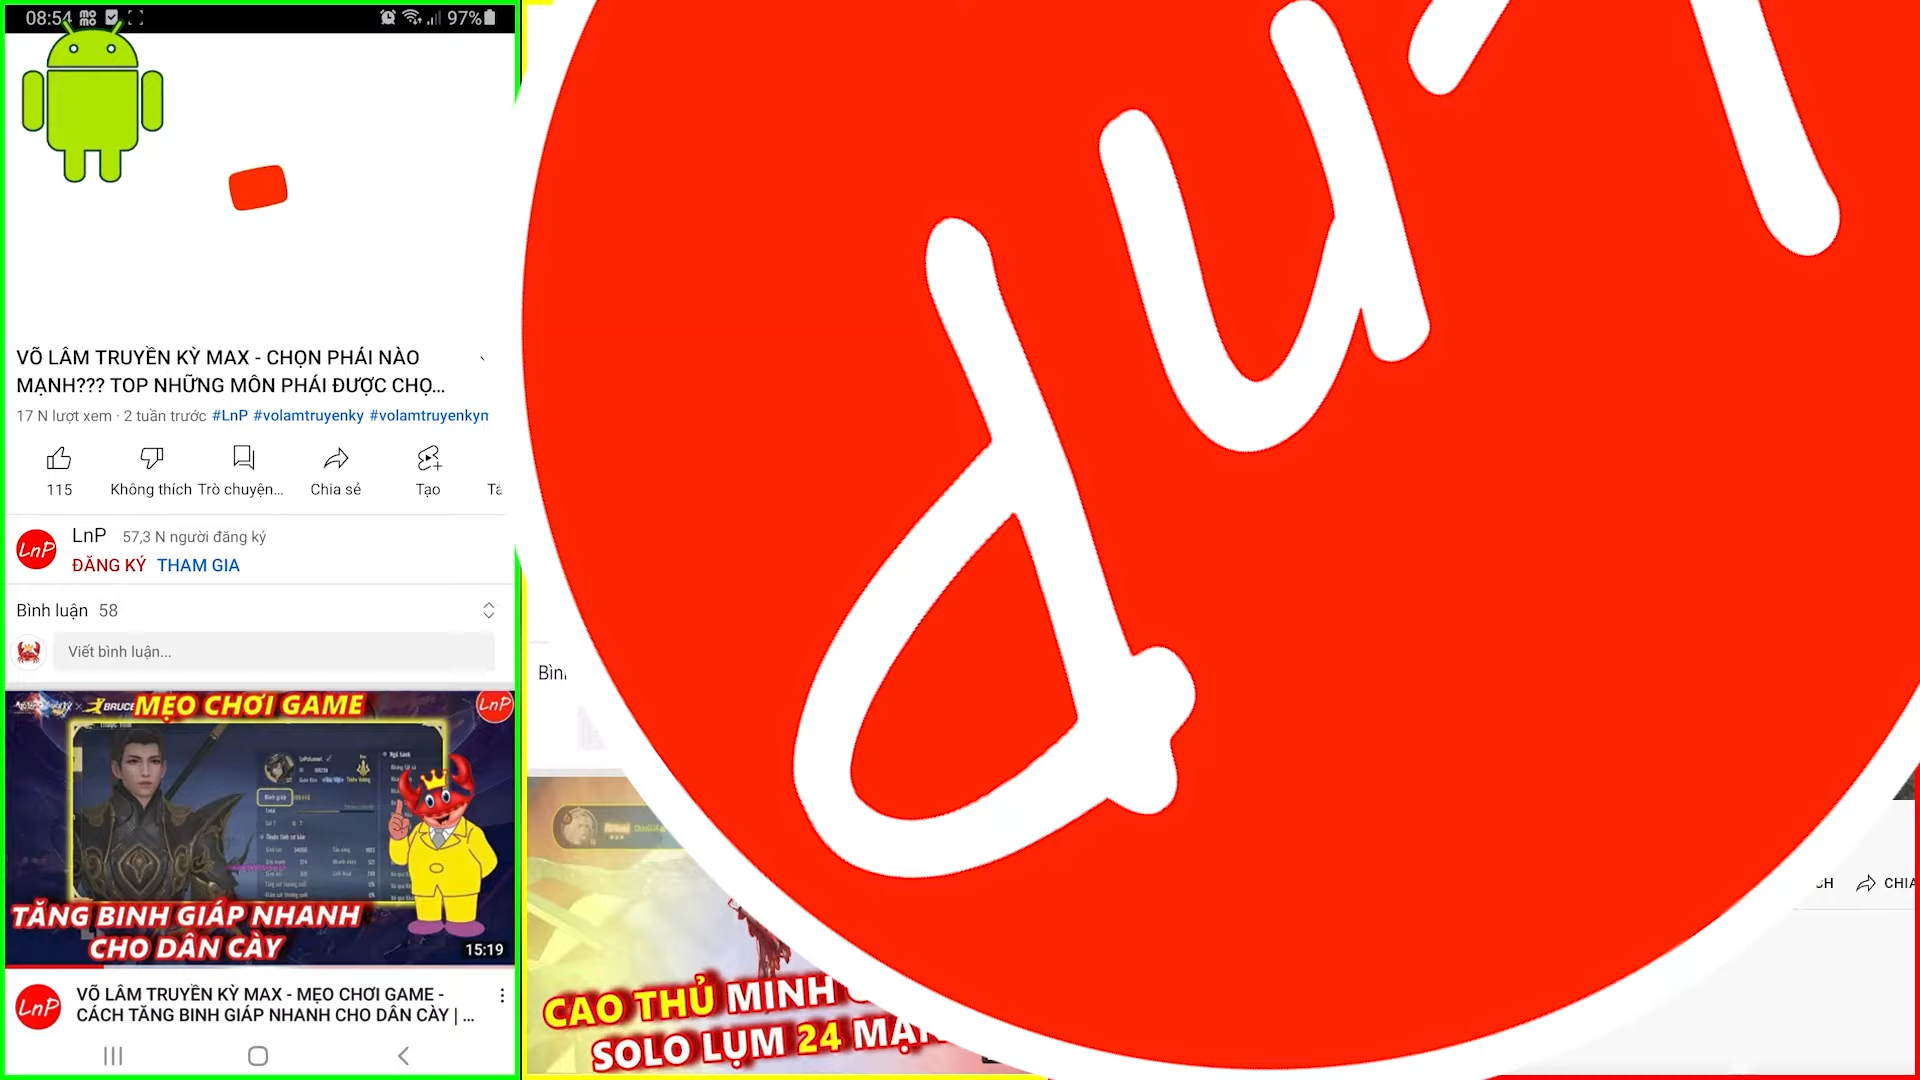 08:54
97%
VÕ LÂM TRUYỀN KỲ MAX - CHỌN PHÁI NÀO
MẠNH??? TOP NHỮNG MÔN PHÁI ĐƯỢC CHỌ...
17 N lượt xem · 2 tuần trước #LnP #volamtruyenky #volamtruyenkyn
115
Không thích
Trò chuyện...
Chia sẻ
Tạo
LnP
LnP 57,3 N người đăng ký
ĐĂNG KÝ THAM GIA
Bình luận 58
Viết bình luận...
BRUCE
MẸO CHƠI GAME
LnP
TĂNG BINH GIÁP NHANH
CHO DÂN CÀY
15:19
LnP
VÕ LÂM TRUYỀN KỲ MAX - MẸO CHƠI GAME -
CÁCH TĂNG BINH GIÁP NHANH CHO DÂN CÀY | ...
CAO THỦ MINH
SOLO LỤM 24
CHIA